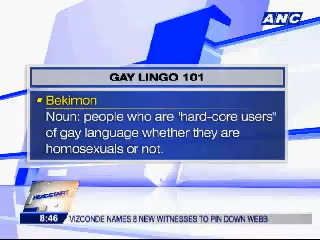 ANC
GAY LINGO 101
Bekimon
Noun: people who are 'hard-core users"
of gay language whether they are
homosexuals or not.
HEADSTART
8:46 VIZCONDE NAMES 8 NEW WITNESSES TO PIN DOWN WEBB